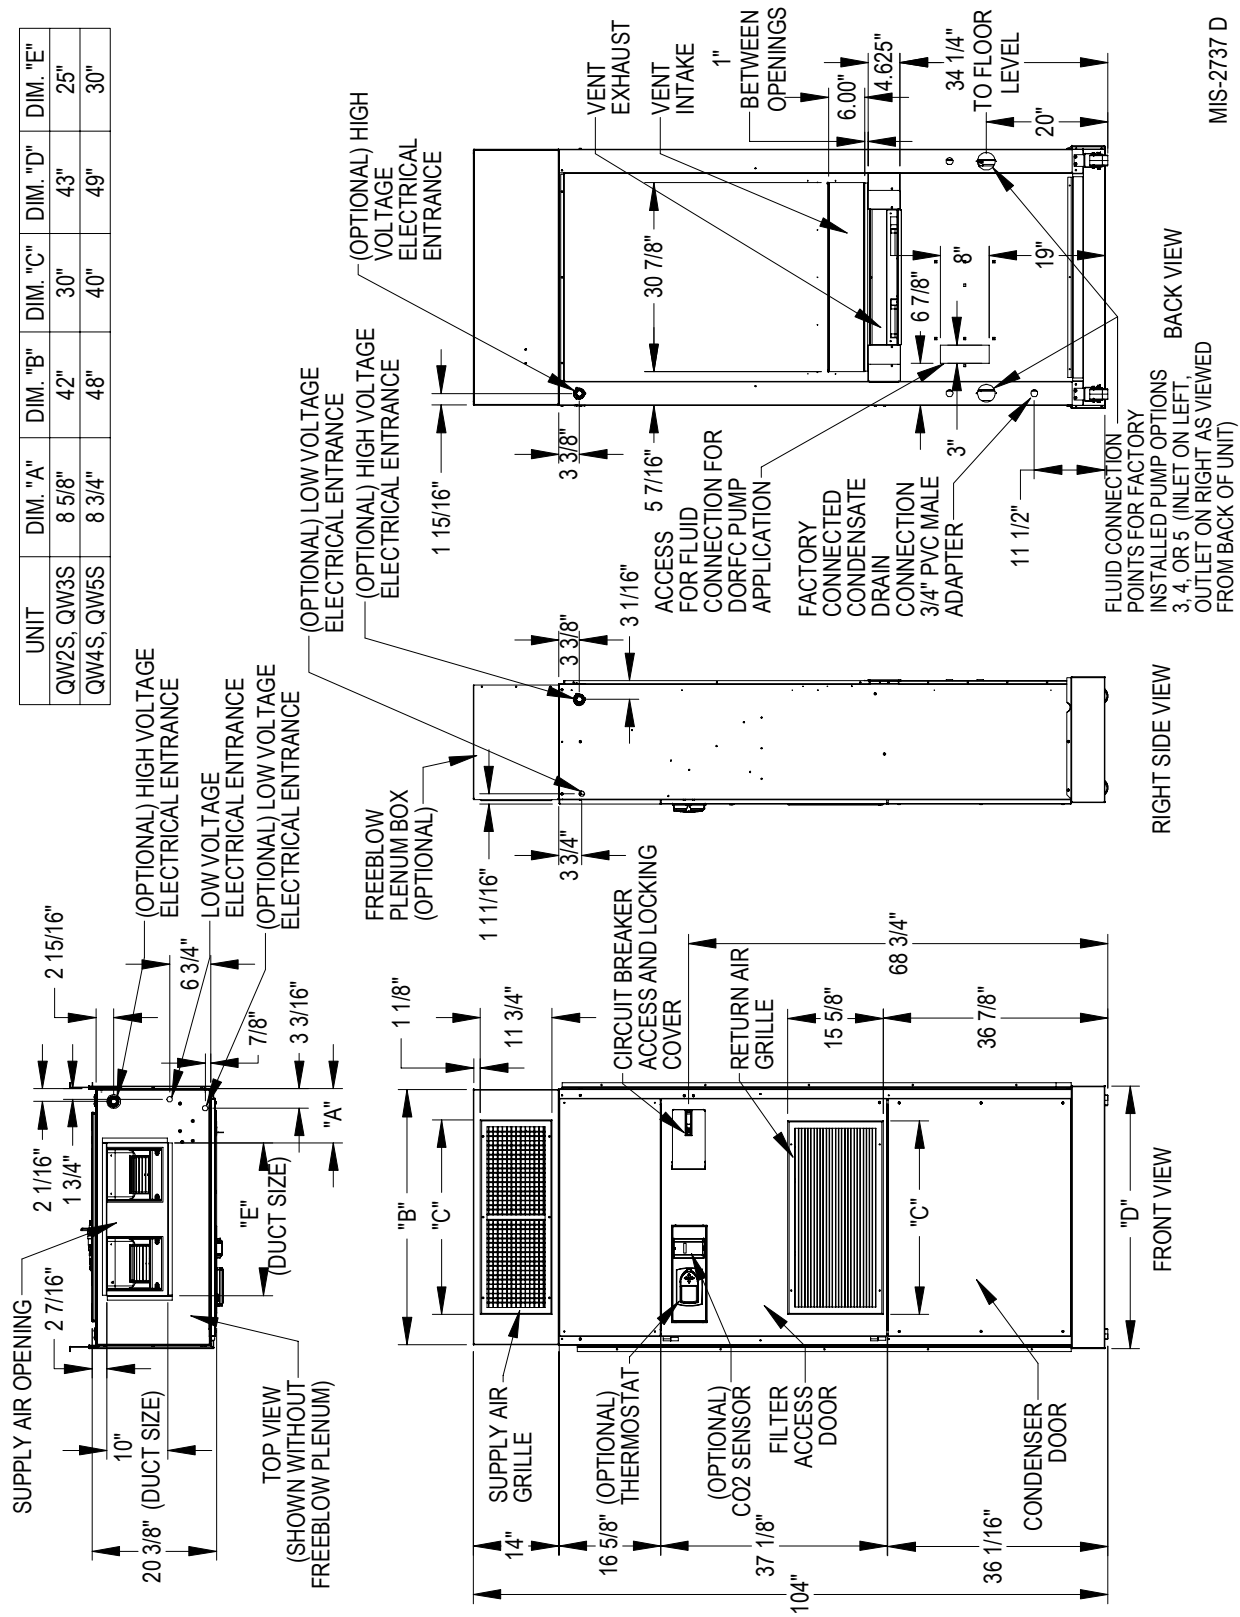 UNIT DIM. "A" DIM. "B" DIM. "C" DIM. "D" DIM. "E"
QW2S, QW3S 8 5/8" 42" 30" 43" 25"
QW4S, QW5S 8 3/4" 48" 40" 49" 30"
SUPPLY AIR OPENING
2 7/16"
2 1/16"
1 3/4"
2 15/16"
10"
(DUCT SIZE)
20 3/8"
TOP VIEW
(SHOWN WITHOUT
FREEBLOW PLENUM)
"E"
(DUCT SIZE)
"A"
3 3/16"
7/8"
6 3/4"
(OPTIONAL) HIGH VOLTAGE
ELECTRICAL ENTRANCE
LOW VOLTAGE
ELECTRICAL ENTRANCE
(OPTIONAL) LOW VOLTAGE
ELECTRICAL ENTRANCE
"B"
"C"
1 1/8"
11 3/4"
SUPPLY AIR
GRILLE
(OPTIONAL)
THERMOSTAT
(OPTIONAL)
CO2 SENSOR
FILTER
ACCESS
DOOR
CONDENSER
DOOR
14"
16 5/8"
37 1/8"
36 1/16"
104"
CIRCUIT BREAKER
ACCESS AND LOCKING
COVER
RETURN AIR
GRILLE
15 5/8"
68 3/4"
36 7/8"
"C"
"D"
FRONT VIEW
FREEBLOW
PLENUM BOX
(OPTIONAL)
1 11/16"
3 3/4"
(OPTIONAL) LOW VOLTAGE
ELECTRICAL ENTRANCE
(OPTIONAL) HIGH VOLTAGE
ELECTRICAL ENTRANCE
3 3/8"
3 1/16"
RIGHT SIDE VIEW
1 15/16"
3 3/8"
(OPTIONAL) HIGH
VOLTAGE
ELECTRICAL
ENTRANCE
5 7/16"
30 7/8"
VENT
EXHAUST
VENT
INTAKE
1"
BETWEEN
OPENINGS
6.00"
4.625"
34 1/4"
TO FLOOR
LEVEL
20"
ACCESS
FOR FLUID
CONNECTION FOR
DORFC PUMP
APPLICATION
6 7/8"
8"
19"
3"
FACTORY
CONNECTED
CONDENSATE
DRAIN
CONNECTION
3/4" PVC MALE
ADAPTER
11 1/2"
FLUID CONNECTION
POINTS FOR FACTORY
INSTALLED PUMP OPTIONS
3, 4, OR 5 (INLET ON LEFT,
OUTLET ON RIGHT AS VIEWED
FROM BACK OF UNIT)
BACK VIEW
MIS-2737 D